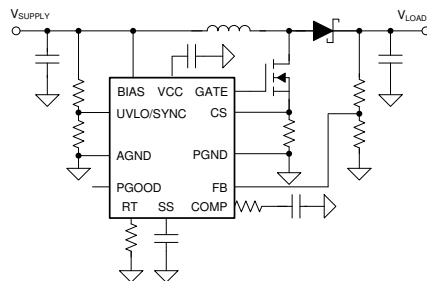 VSUPPLY
VLOAD
BIAS VCC GATE
UVLO/SYNC CS
AGND PGND
PGOOD FB
RT SS COMP